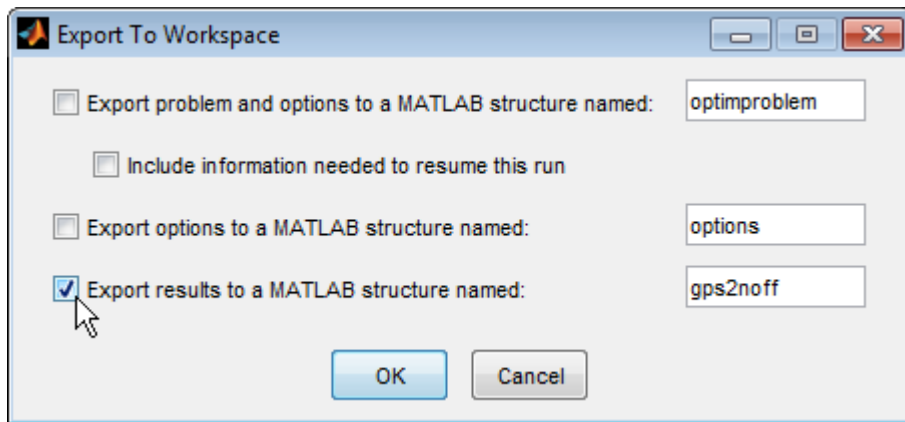 Export To Workspace
Export problem and options to a MATLAB structure named: optimproblem
Include information needed to resume this run
Export options to a MATLAB structure named: options
Export results to a MATLAB structure named: gps2noff
OK Cancel